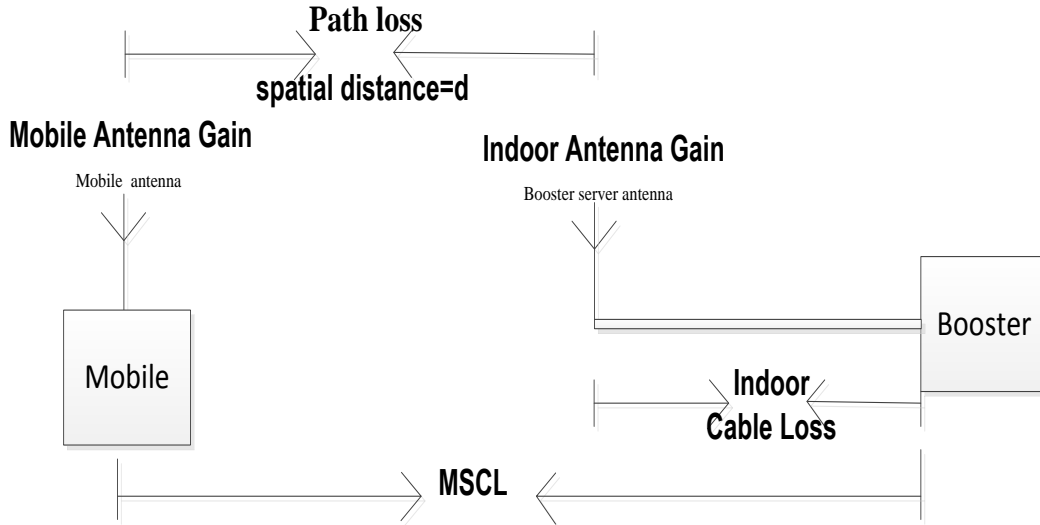 Path loss
spatial distance=d
Mobile Antenna Gain
Indoor Antenna Gain
Mobile antenna
Booster server antenna
Mobile
Booster
Indoor
Cable Loss
MSCL